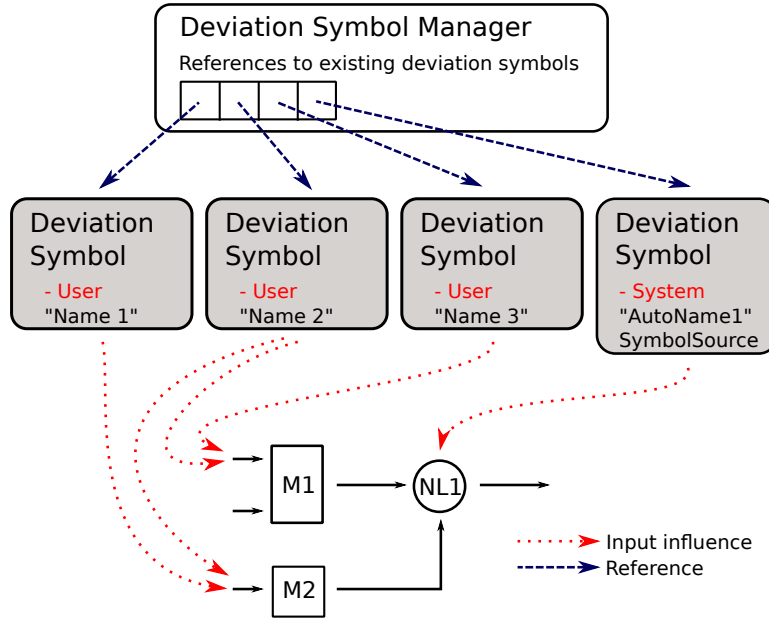 Deviation Symbol Manager
References to existing deviation symbols
Deviation
Symbol
- User
"Name 1"
Deviation
Symbol
- User
"Name 2"
Deviation
Symbol
- User
"Name 3"
Deviation
Symbol
- System
"AutoName1"
SymbolSource
M1
NL1
M2
Input influence
Reference